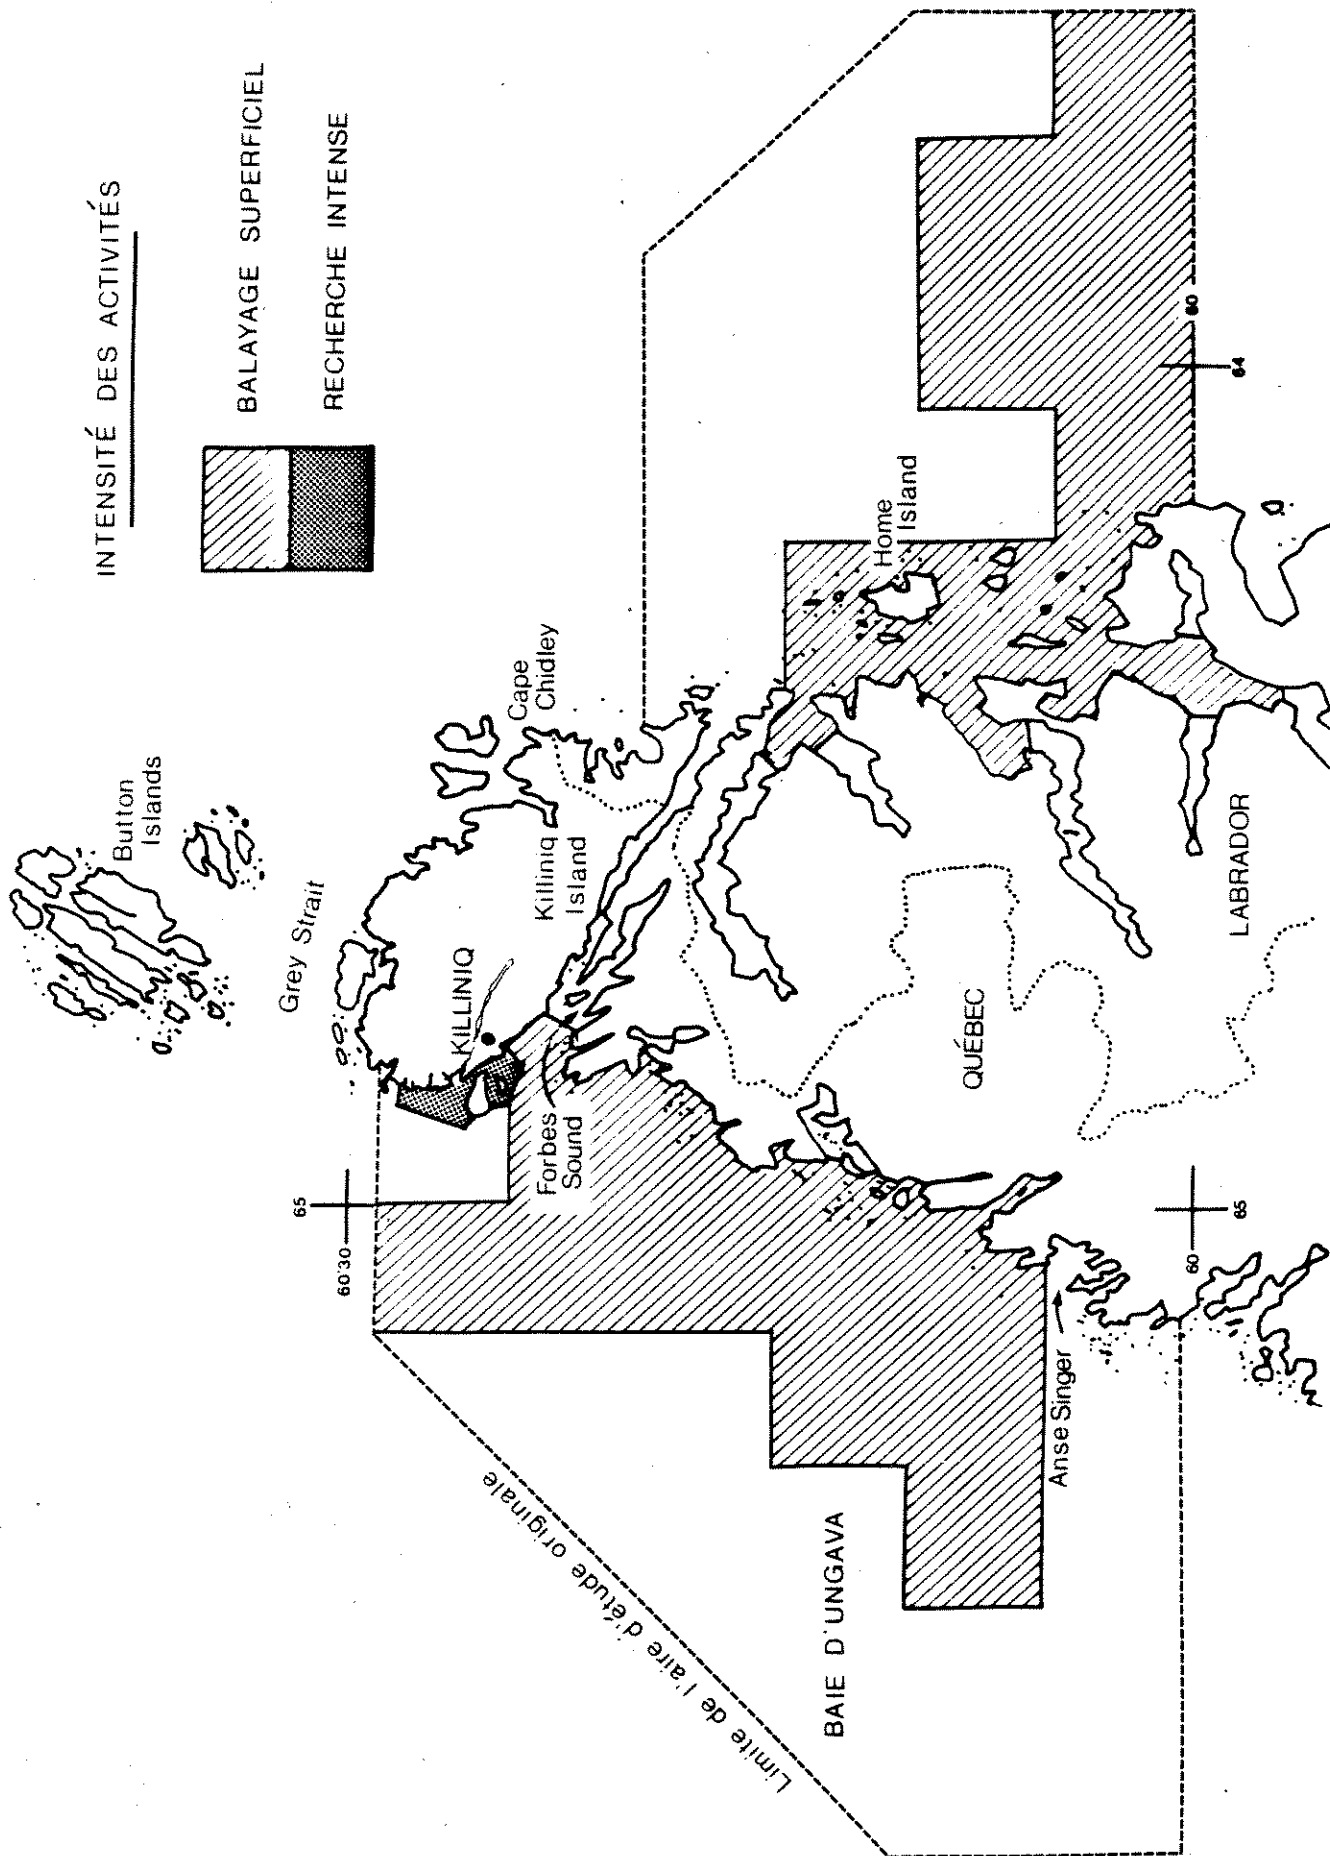 INTENSITÉ DES ACTIVITÉS
BALAYAGE SUPERFICIEL
RECHERCHE INTENSE
Button
Islands
Grey Strait
Cape
Chidley
Killiniq
Island
KILLINIQ
65
60°30
Forbes
Sound
Home
Island
Limite de l'aire d'étude originale
QUÉBEC
LABRADOR
BAIE D'UNGAVA
Anse Singer
60
65
60
64